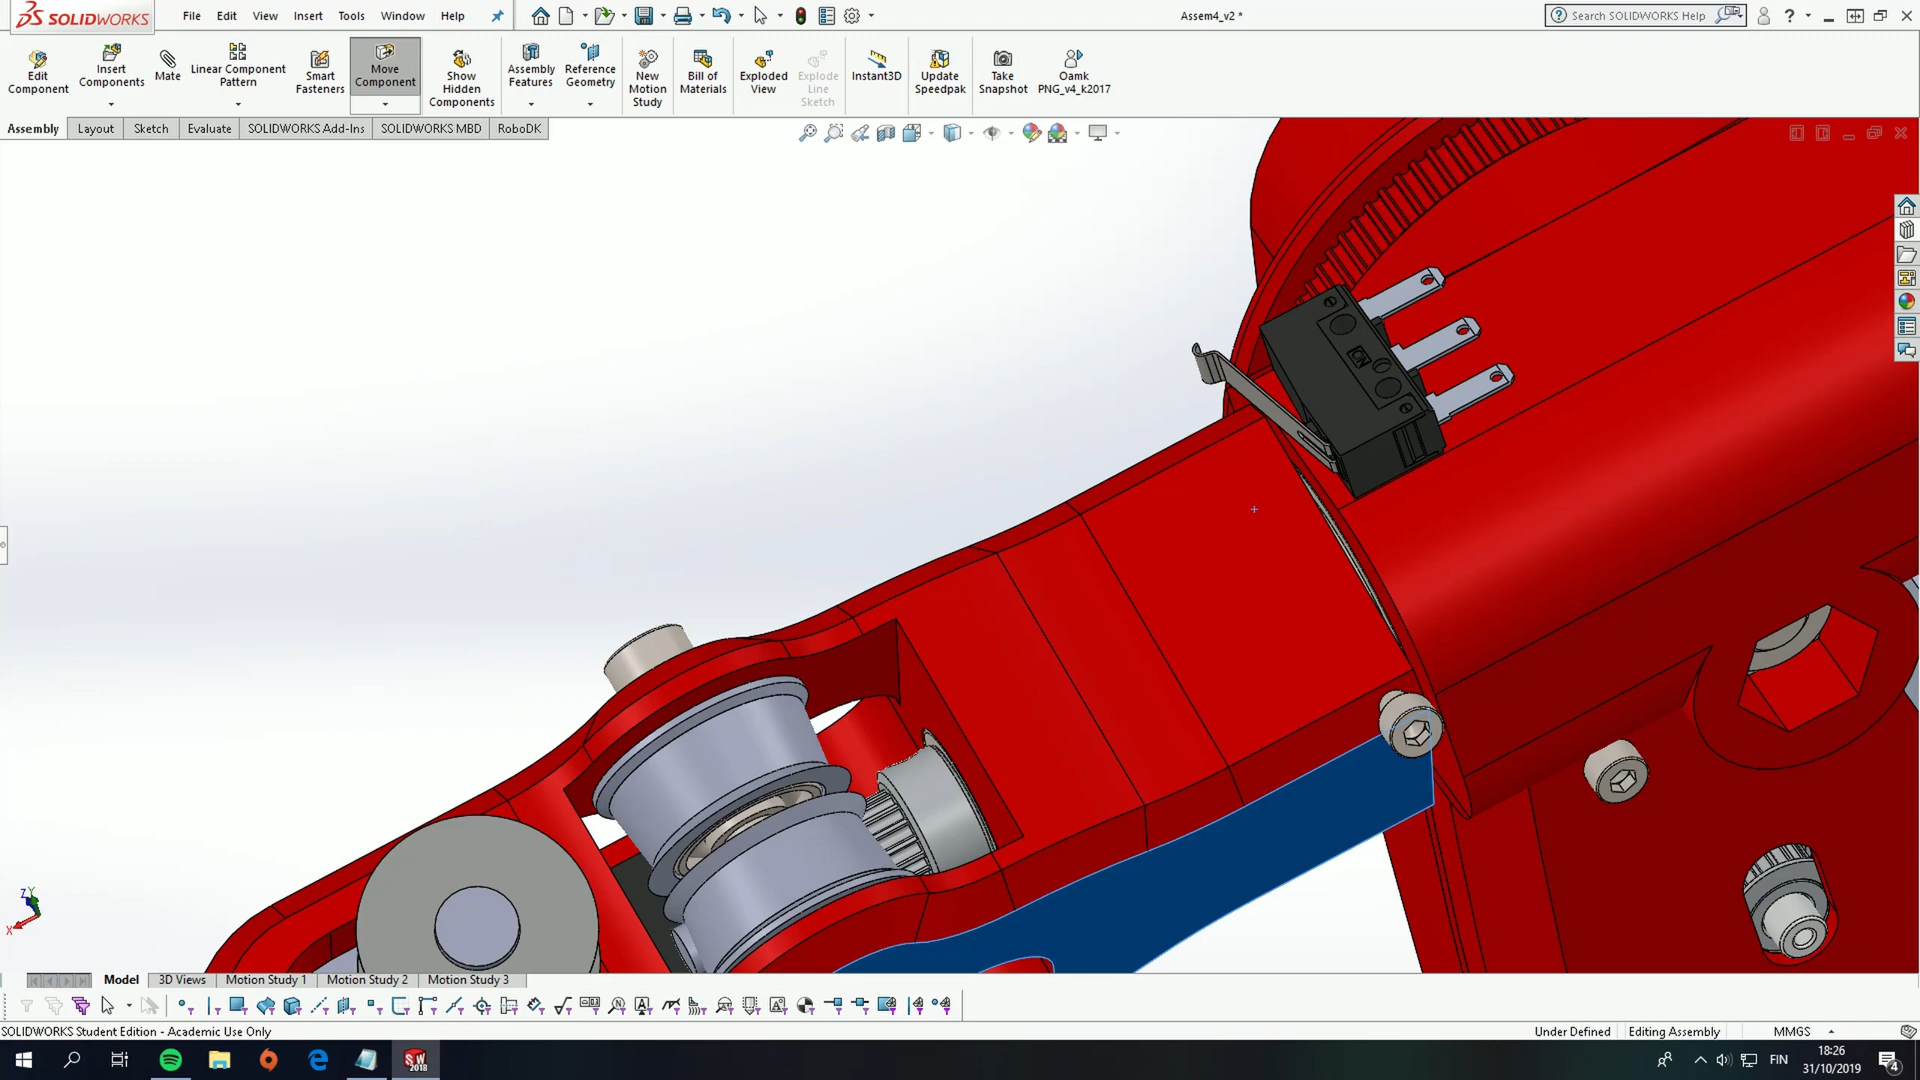 SOLIDWORKS
File Edit View Insert Tools Window Help
Assem4_v2 *
Search SOLIDWORKS Help
Edit Component
Insert Components
Mate
Linear Component Pattern
Smart Fasteners
Move Component
Show Hidden Components
Assembly Features
Reference Geometry
New Motion Study
Bill of Materials
Exploded View
Explode Line Sketch
Instant3D
Update Speedpak
Take Snapshot
Oamk PNG_v4_k2017
Assembly Layout Sketch Evaluate SOLIDWORKS Add-Ins SOLIDWORKS MBD RoboDK
Z Y
X
Model 3D Views Motion Study 1 Motion Study 2 Motion Study 3
SOLIDWORKS Student Edition - Academic Use Only
Under Defined Editing Assembly MMGS
SW 2018
FIN
18:26
31/10/2019
4